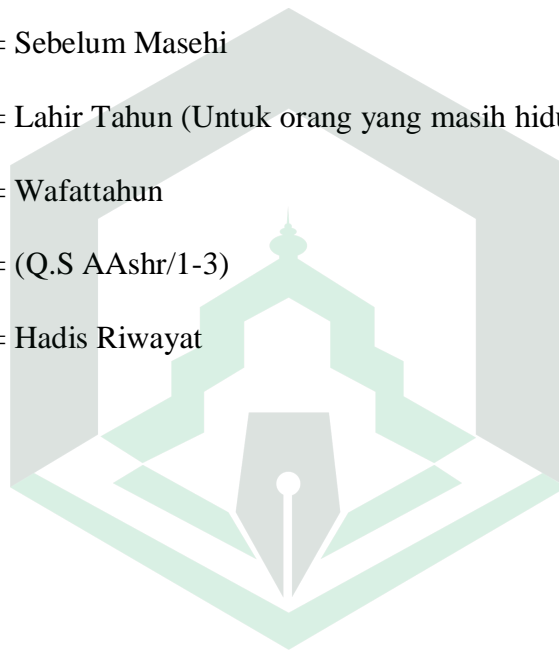 = Sebelum Masehi
= Lahir Tahun (Untuk orang yang masih hidu
= Wafattahun
= (Q.S AAshr/1-3)
= Hadis Riwayat